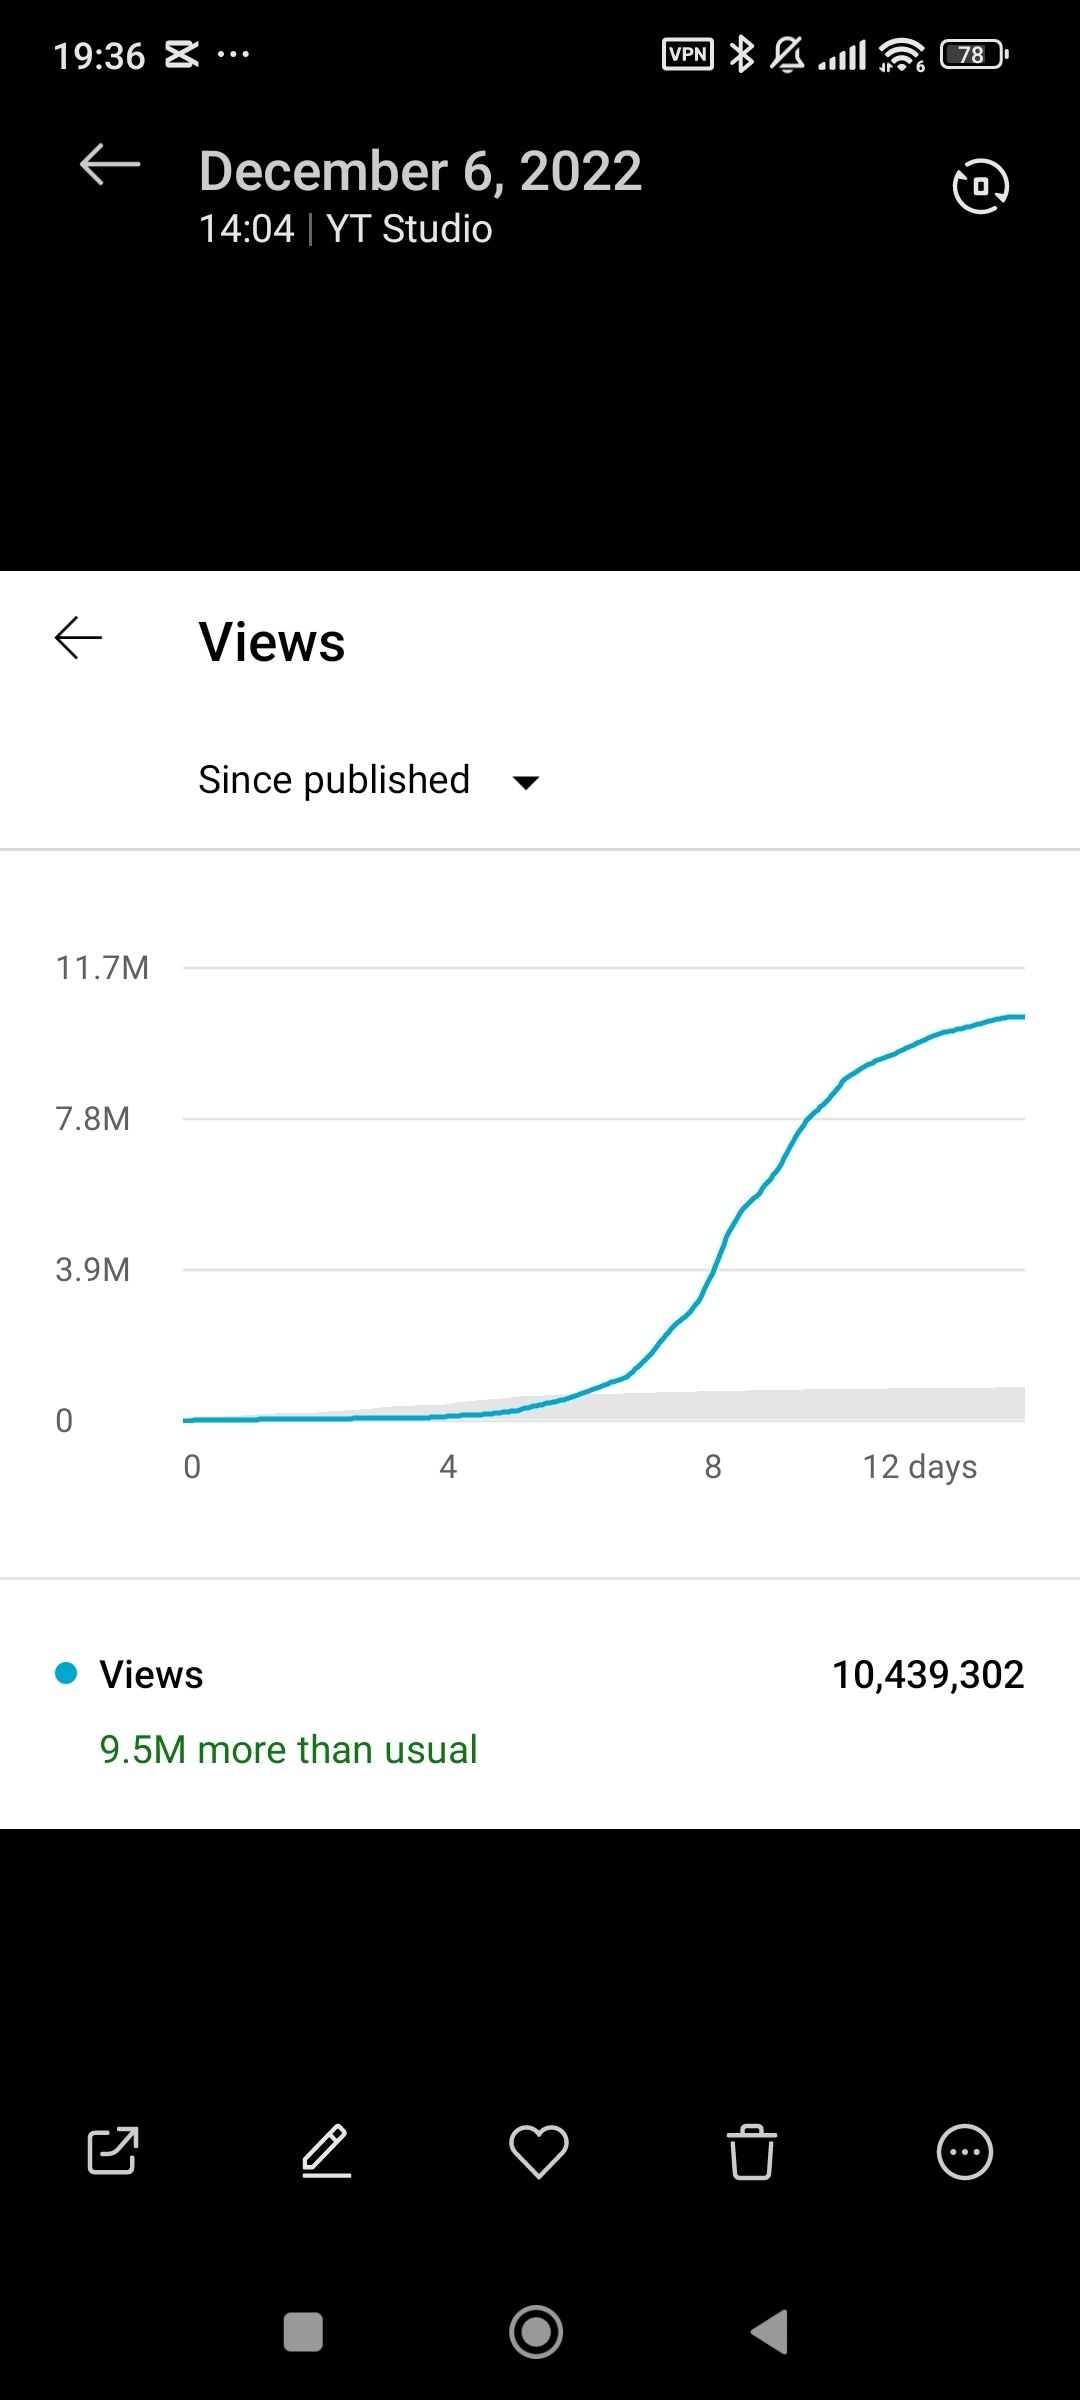 19:36 ... VPN 6 78
December 6, 2022
14:04 | YT Studio
Views
Since published
11.7M
7.8M
3.9M
0
0 4 8 12 days
Views 10,439,302
9.5M more than usual